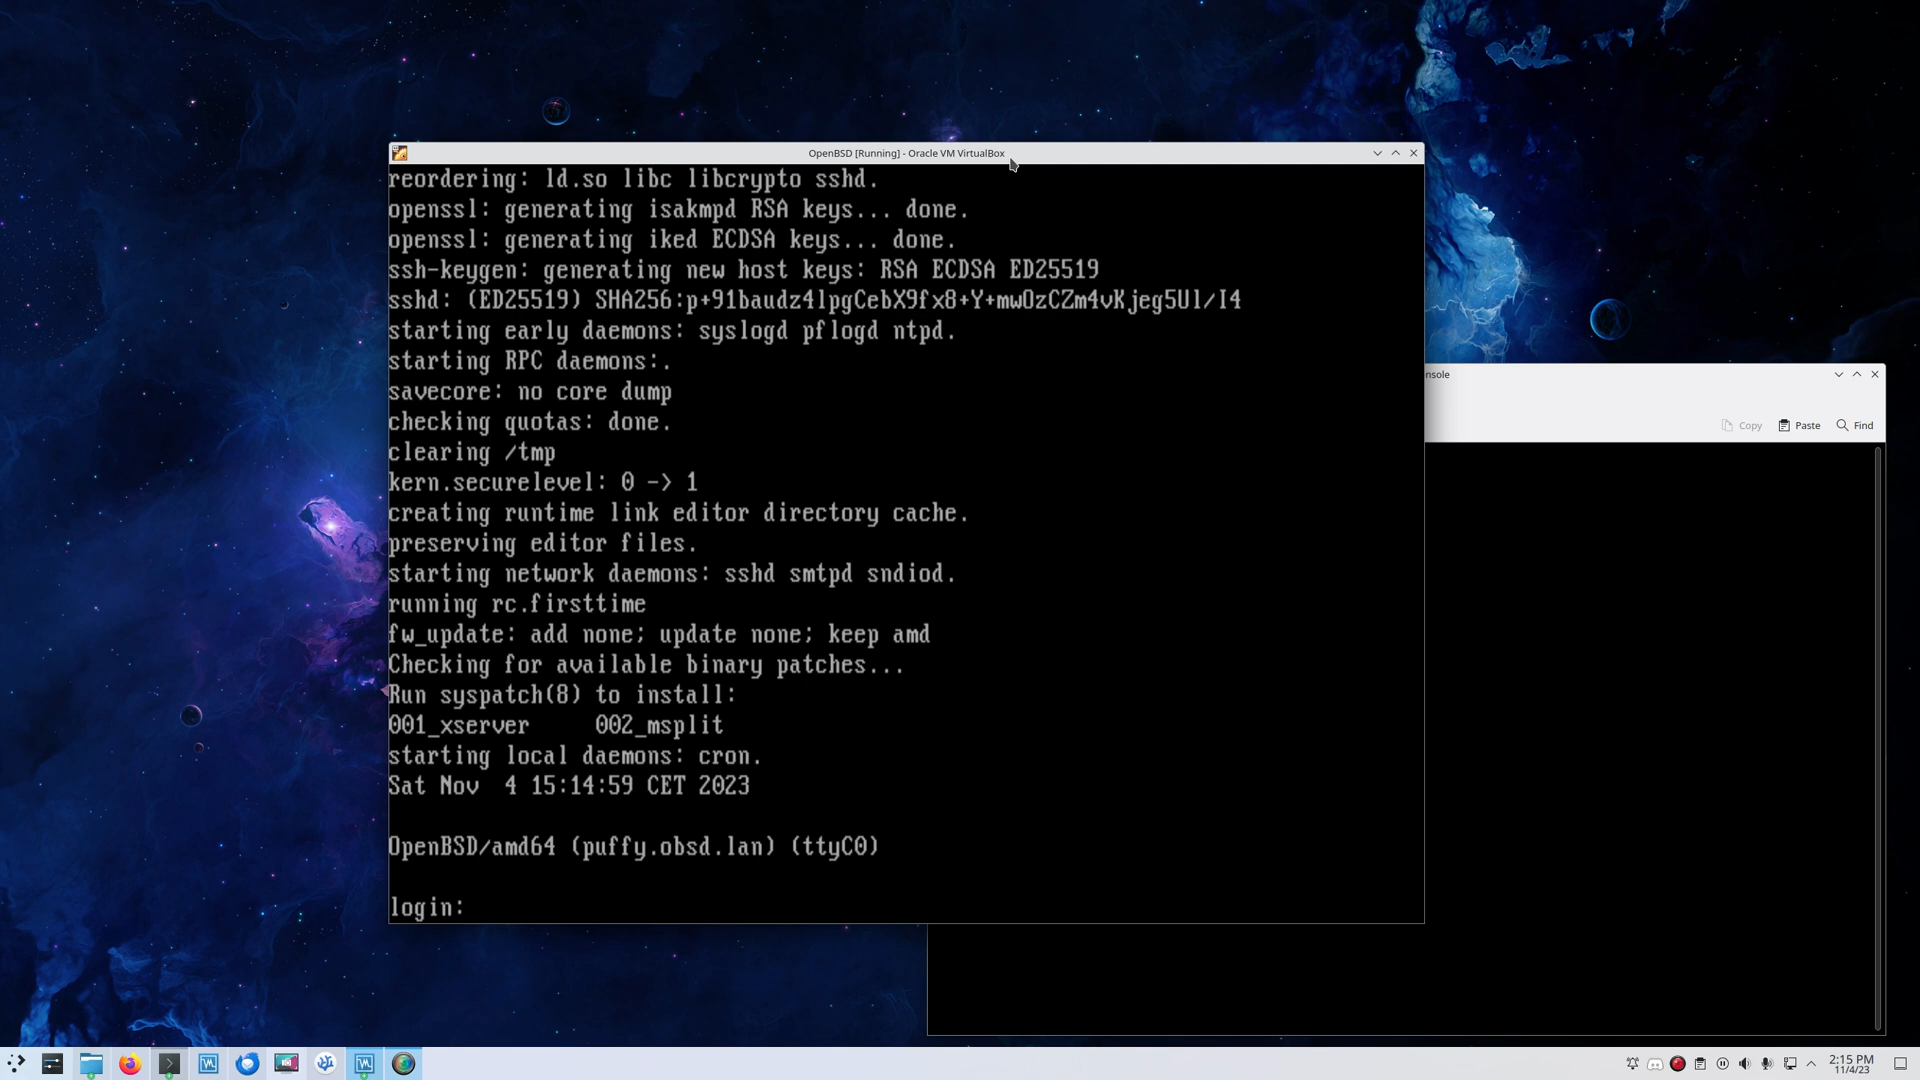 OpenBSD [Running] - Oracle VM VirtualBox
reordering: ld.so libc libcrypto sshd.
openssl: generating isakmpd RSA keys... done.
openssl: generating iked ECDSA keys... done.
ssh-keygen: generating new host keys: RSA ECDSA ED25519
sshd: (ED25519) SHA256:p+91baudz4lpgCebX9fx8+Y+mwOzCZm4vKjeg5Ul/I4
starting early daemons: syslogd pflogd ntpd.
starting RPC daemons:.
savecore: no core dump
checking quotas: done.
clearing /tmp
kern.securelevel: 0 -> 1
creating runtime link editor directory cache.
preserving editor files.
starting network daemons: sshd smtpd sndiod.
running rc.firsttime
fw_update: add none; update none; keep amd
Checking for available binary patches...
Run syspatch(8) to install:
001_xserver     002_msplit
starting local daemons: cron.
Sat Nov  4 15:14:59 CET 2023
OpenBSD/amd64 (puffy.obsd.lan) (ttyC0)
login:
nsole
Copy Paste Find
2:15 PM
11/4/23